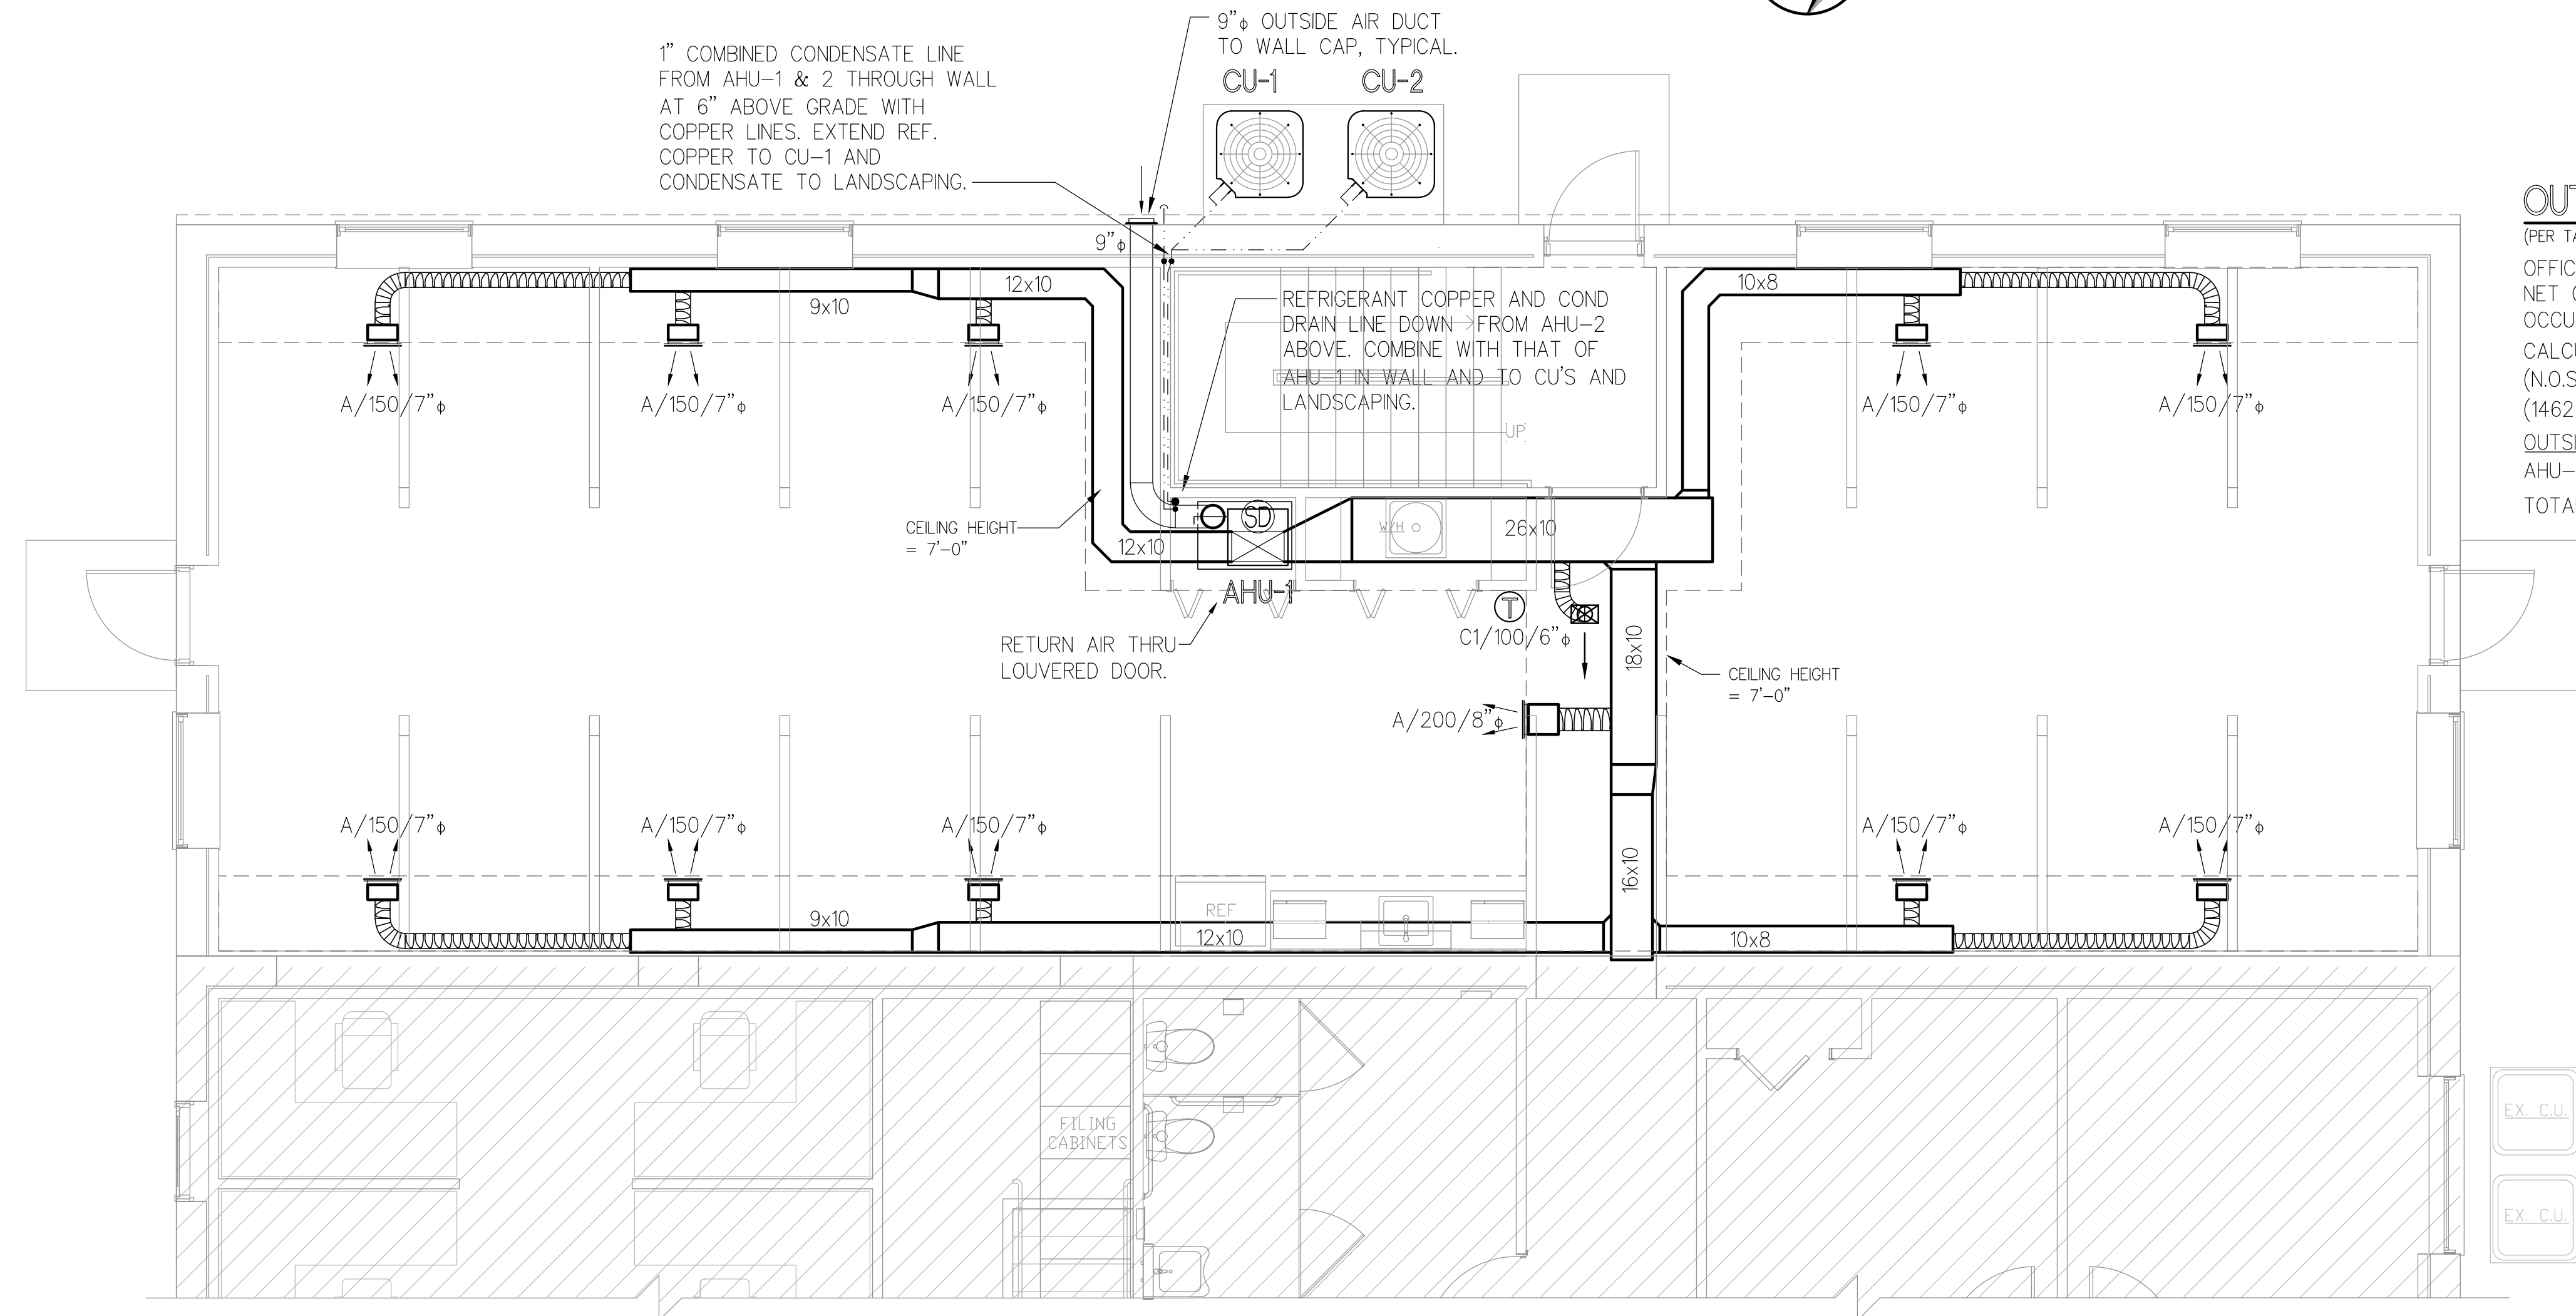 9"φ OUTSIDE AIR DUCT
TO WALL CAP, TYPICAL.
1" COMBINED CONDENSATE LINE
FROM AHU-1 & 2 THROUGH WALL
AT 6" ABOVE GRADE WITH
COPPER LINES. EXTEND REF.
COPPER TO CU-1 AND
CONDENSATE TO LANDSCAPING.
CU-1
CU-2
9"φ
12x10
9x10
10x8
REFRIGERANT COPPER AND COND
DRAIN LINE DOWN FROM AHU-2
ABOVE. COMBINE WITH THAT OF
AHU-1 IN WALL AND TO CU'S AND
LANDSCAPING.
UP
A/150/7"φ
A/150/7"φ
A/150/7"φ
A/150/7"φ
A/150/7"φ
(PER
OFFIC
NET
OCCU
CALCU
(N.O.S
(1462
OUTSI
AHU-
TOTA
CEILING HEIGHT
= 7'-0"
12x10
SD
W/H
26x10
AHU-1
T
C1/100/6"φ
RETURN AIR THRU
LOUVERED DOOR.
18x10
CEILING HEIGHT
= 7'-0"
A/200/8"φ
A/150/7"φ
A/150/7"φ
A/150/7"φ
A/150/7"φ
A/150/7"φ
16x10
REF
9x10
12x10
10x8
FILING
CABINETS
EX. C.U.
EX. C.U.